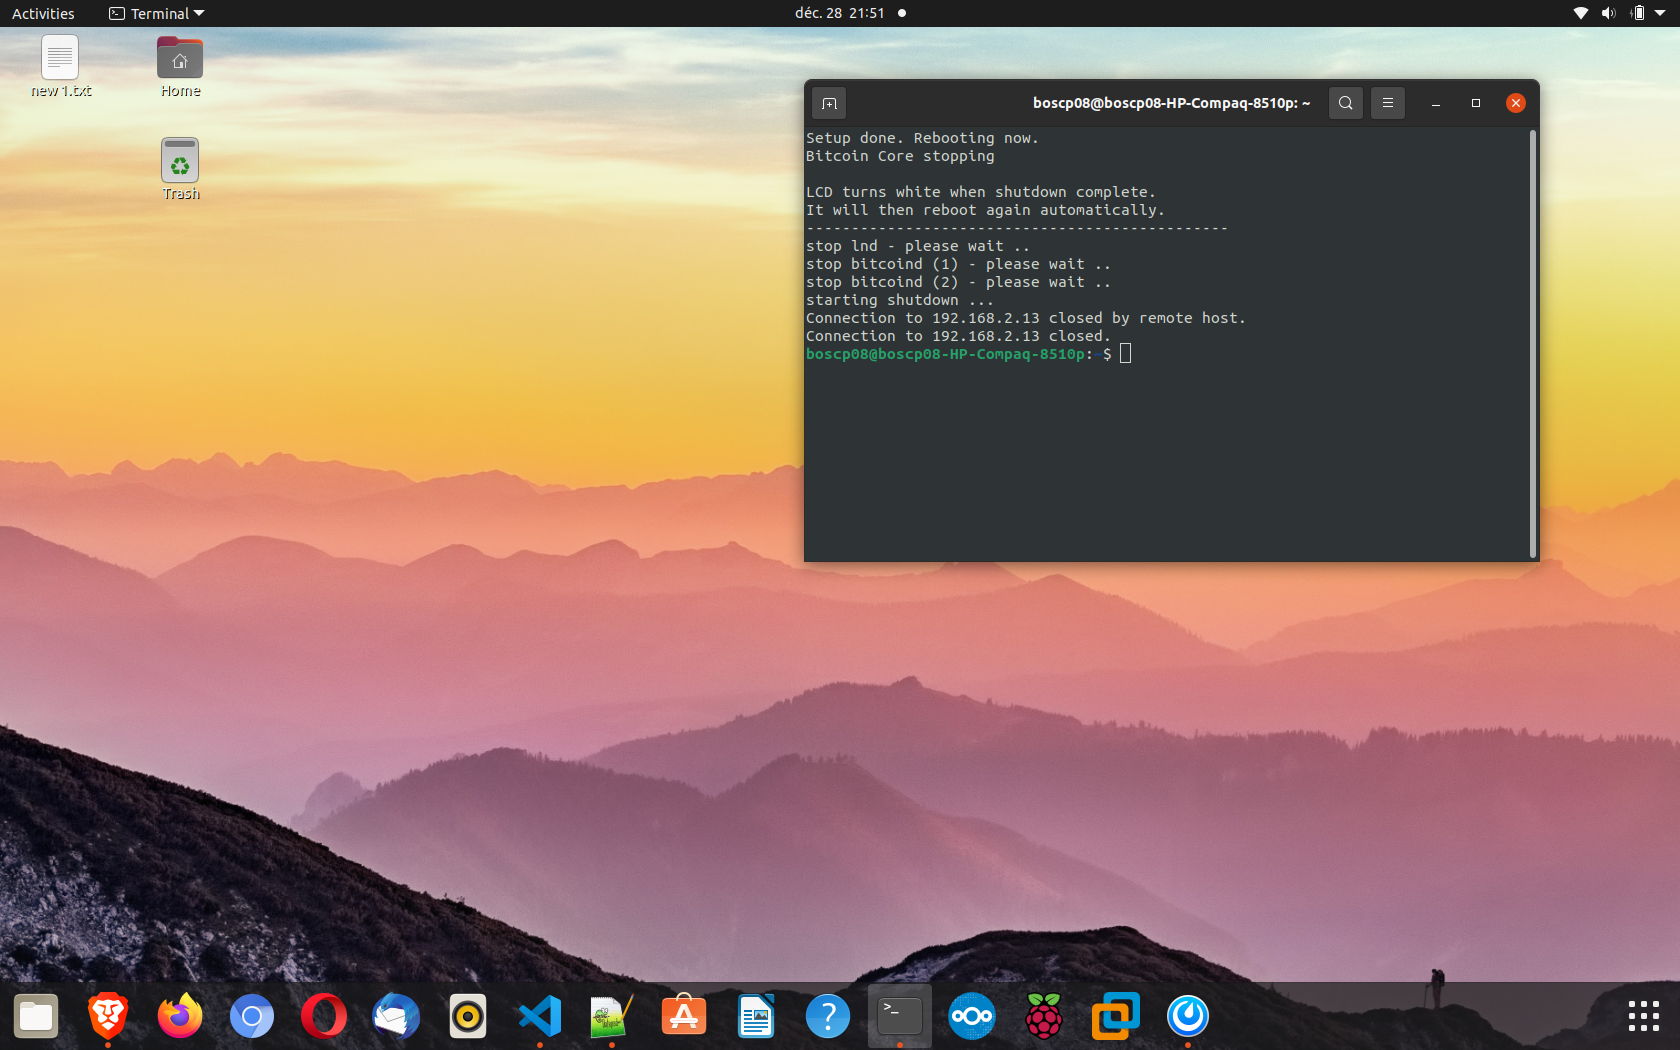 Activities
Terminal
déc. 28 21:51
new 1.txt
Home
Trash
boscp08@boscp08-HP-Compaq-8510p: ~
Setup done. Rebooting now.
Bitcoin Core stopping
LCD turns white when shutdown complete.
It will then reboot again automatically.
-----------------------------------------------
stop lnd - please wait ..
stop bitcoind (1) - please wait ..
stop bitcoind (2) - please wait ..
starting shutdown ...
Connection to 192.168.2.13 closed by remote host.
Connection to 192.168.2.13 closed.
boscp08@boscp08-HP-Compaq-8510p:~$